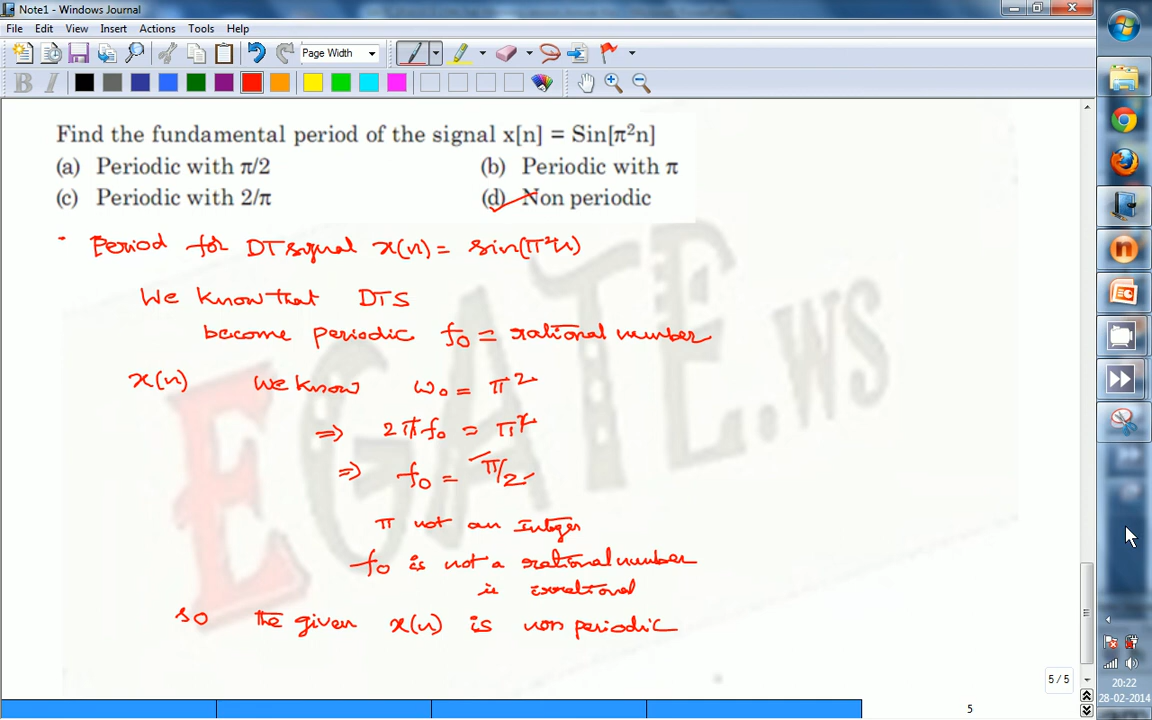 Note1 - Windows Journal
File Edit View Insert Actions Tools Help
Page Width
B I
Find the fundamental period of the signal x[n] = Sin[π²n]
(a) Periodic with π/2 (b) Periodic with π
(c) Periodic with 2/π (d) Non periodic
Period for DT signal x(n) = sin(π²n)
We know that DTS
become periodic f₀ = rational number
x(n) We know ω₀ = π²
⇒ 2πf₀ = π²
⇒ f₀ = π/2
π not an Integer
f₀ is not a rational number
is irrational
so the given x(n) is non periodic
EGATE.WS
5 / 5
5
20:22
28-02-2014